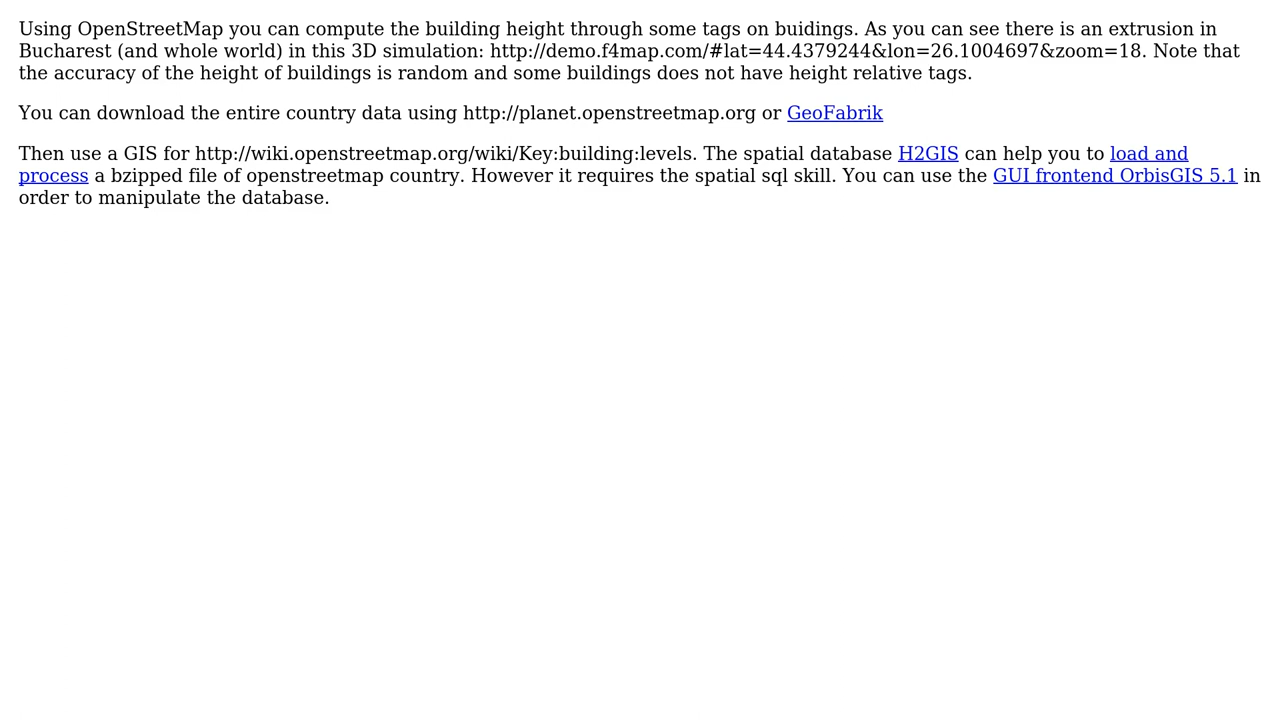 Using OpenStreetMap you can compute the building height through some tags on buidings. As you can see there is an extrusion in
Bucharest (and whole world) in this 3D simulation: http://demo.f4map.com/#lat=44.4379244&lon=26.1004697&zoom=18. Note that
the accuracy of the height of buildings is random and some buildings does not have height relative tags.
You can download the entire country data using http://planet.openstreetmap.org or GeoFabrik
Then use a GIS for http://wiki.openstreetmap.org/wiki/Key:building:levels. The spatial database H2GIS can help you to load and
process a bzipped file of openstreetmap country. However it requires the spatial sql skill. You can use the GUI frontend OrbisGIS 5.1 in
order to manipulate the database.